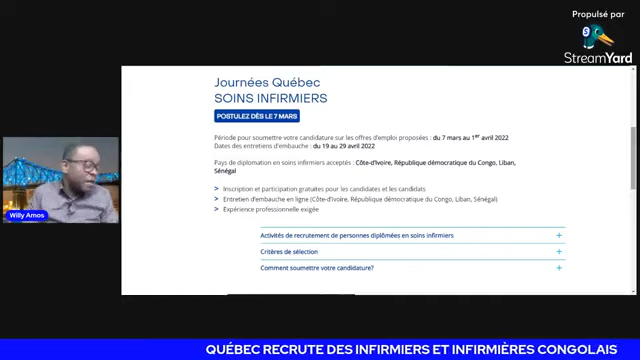 Propulsé par
StreamYard
Journées Québec
SOINS INFIRMIERS
POSTULEZ DÈS LE 7 MARS
Période pour soumettre votre candidature sur les offres d'emploi proposées : du 7 mars au 1er avril 2022
Dates des entretiens d'embauche : du 19 au 29 avril 2022
Pays de diplomation en soins infirmiers acceptés : Côte-d'Ivoire, République démocratique du Congo, Liban,
Sénégal
> Inscription et participation gratuites pour les candidates et les candidats
> Entretien d'embauche en ligne (Côte-d'Ivoire, République démocratique du Congo, Liban, Sénégal)
> Expérience professionnelle exigée
Activités de recrutement de personnes diplômées en soins infirmiers +
Critères de sélection +
Comment soumettre votre candidature? +
Willy Amos
QUÉBEC RECRUTE DES INFIRMIERS ET INFIRMIÈRES CONGOLAIS